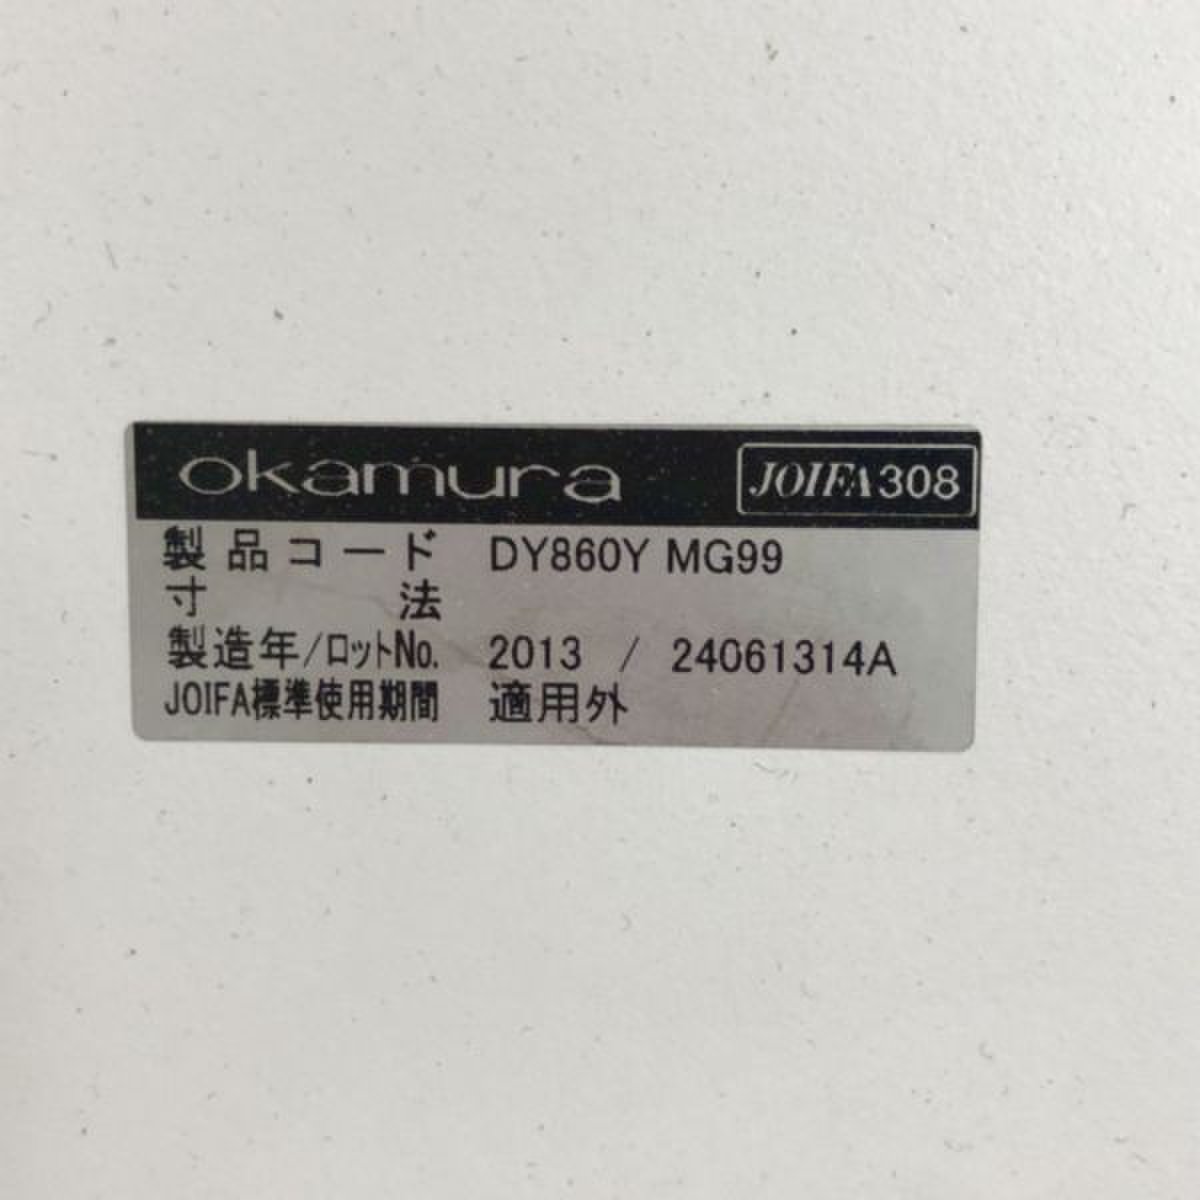 okamura JOIFA308
製品コード DY860Y MG99
寸法
製造年/ロットNo. 2013 / 24061314A
JOIFA標準使用期間 適用外